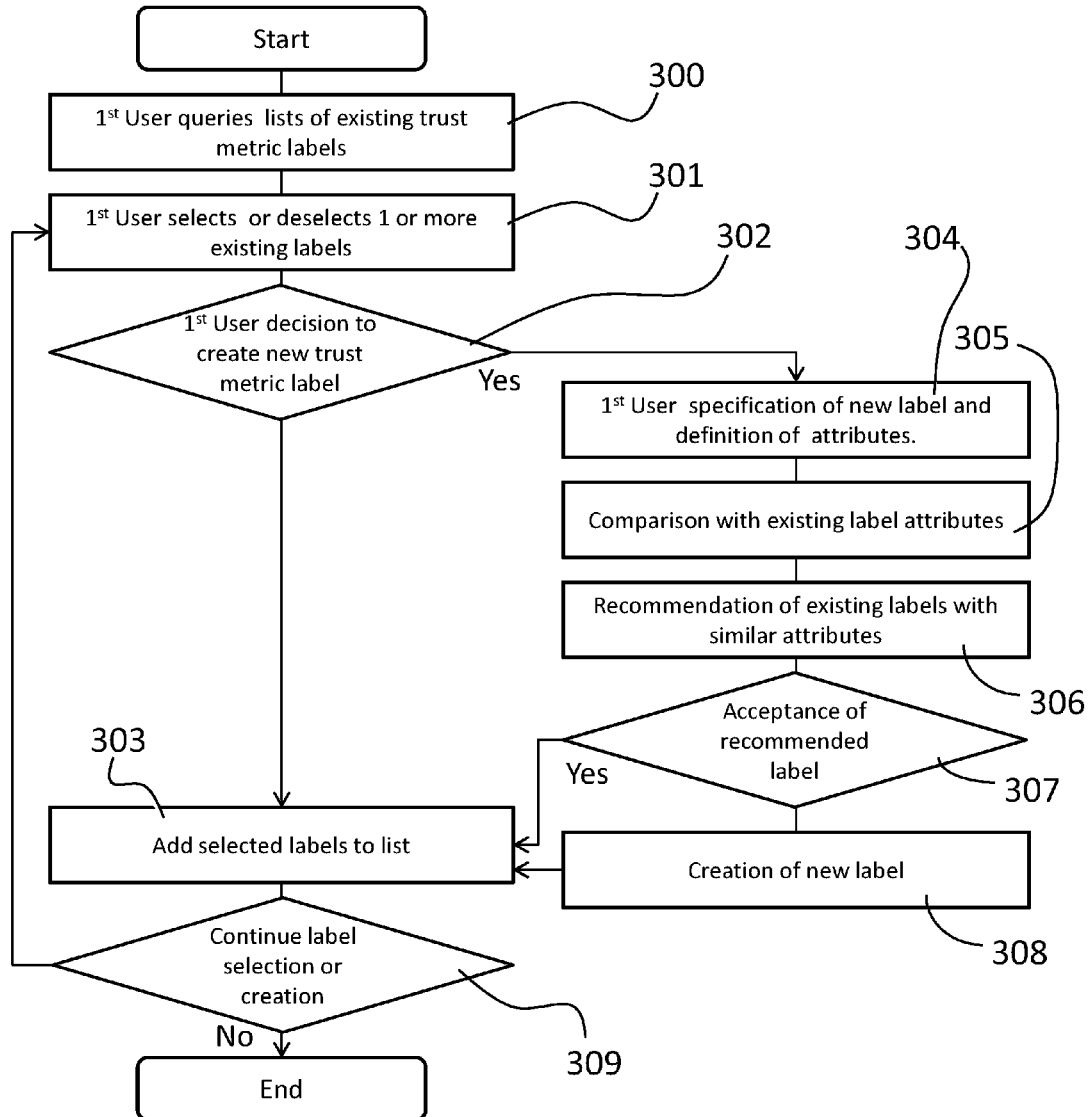 Start
300
1st User queries lists of existing trust
metric labels
301
1st User selects or deselects 1 or more
existing labels
302
1st User decision to
create new trust
metric label
Yes
304
305
1st User specification of new label and
definition of attributes.
Comparison with existing label attributes
Recommendation of existing labels with
similar attributes
306
Acceptance of
recommended
label
Yes
307
303
Add selected labels to list
Creation of new label
308
Continue label
selection or
creation
No
309
End